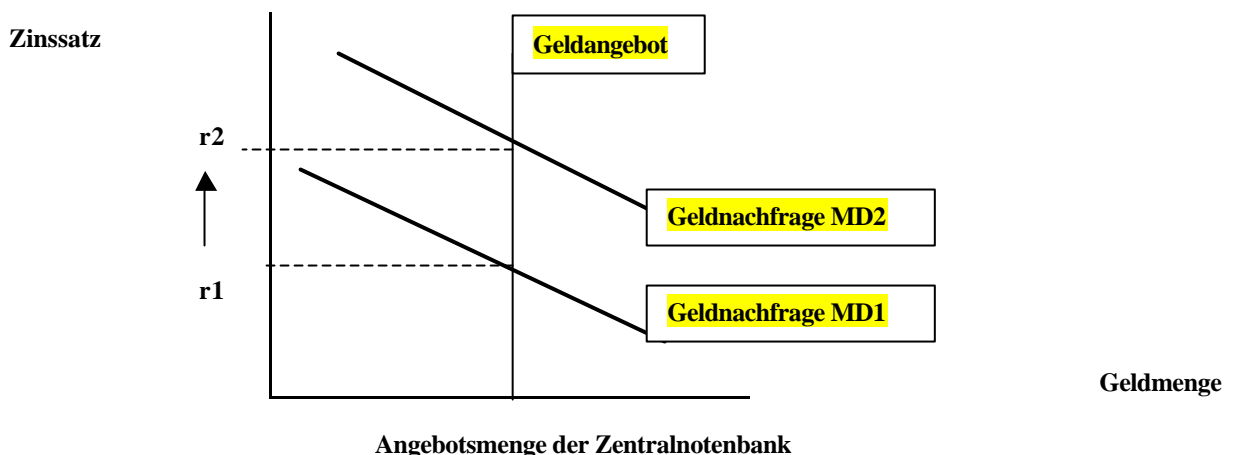 Zinssatz
Geldangebot
r2
Geldnachfrage MD2
r1
Geldnachfrage MD1
Geldmenge
Angebotsmenge der Zentralnotenbank